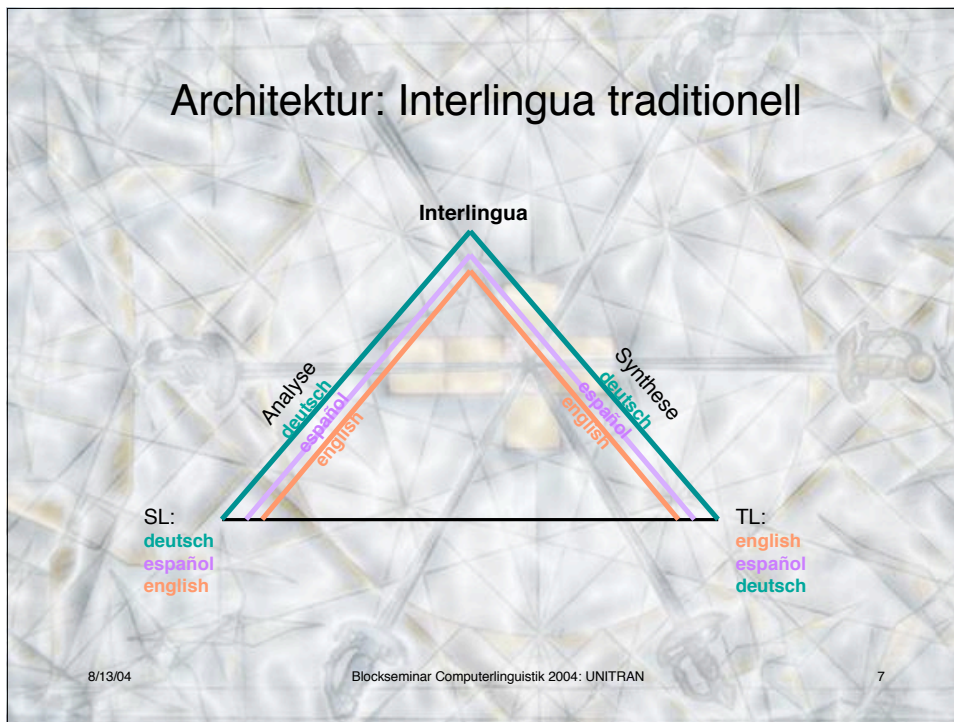 Architektur: Interlingua traditionell
Interlingua
Analyse
deutsch
español
english
Synthese
deutsch
español
english
SL:
deutsch
español
english
TL:
english
español
deutsch
8/13/04
Blockseminar Computerlinguistik 2004: UNITRAN
7